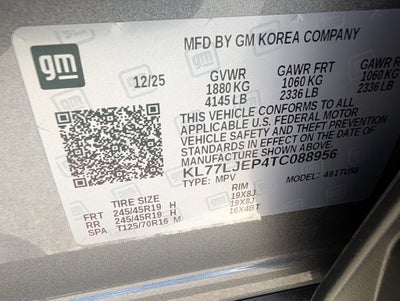 gm
MFD BY GM KOREA COMPANY
12/25
GVWR GAWR FRT GAWR RR
1880 KG 1060 KG 1060 KG
4145 LB 2336 LB 2336 LB
THIS VEHICLE CONFORMS TO ALL
APPLICABLE U.S. FEDERAL MOTOR
VEHICLE SAFETY AND THEFT PREVENTION
STANDARDS IN EFFECT ON THE DATE OF
MANUFACTURE SHOWN ABOVE.
KL77LJEP4TC088956
TYPE: MPV MODEL: 461TUS8
TIRE SIZE RIM
FRT 245/45R19 H 19X8J
RR 245/45R19 H 19X8J
SPA T125/70R16 M 16X4BT